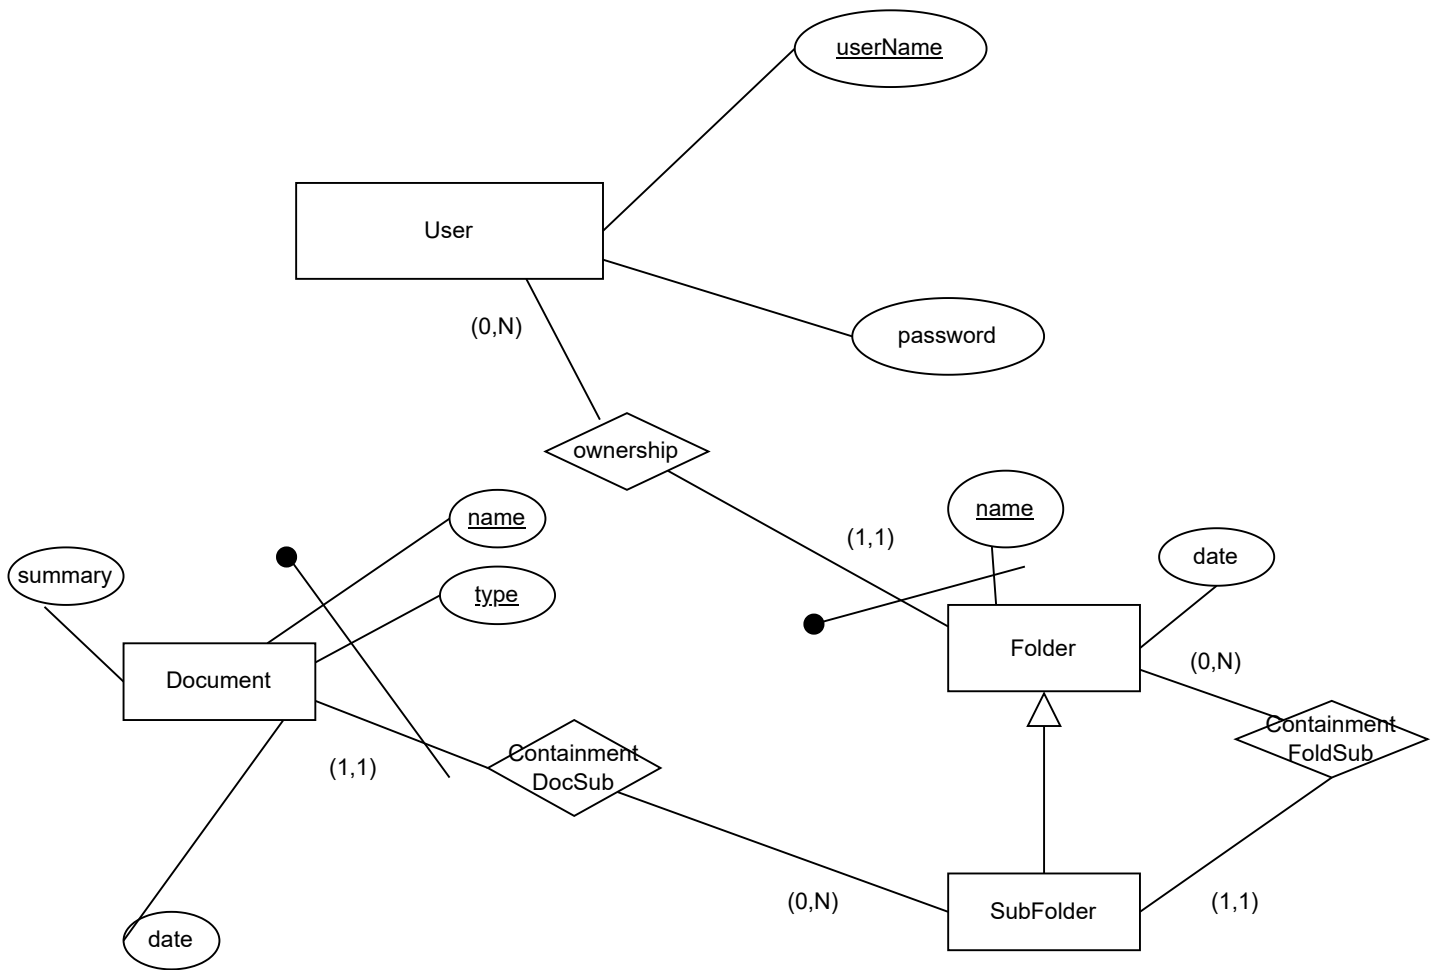 userName
User
(0,N)
password
ownership
name
name
(1,1)
date
summary
type
Folder
(0,N)
Document
Containment
FoldSub
(1,1)
Containment
DocSub
(0,N)
SubFolder
(1,1)
date